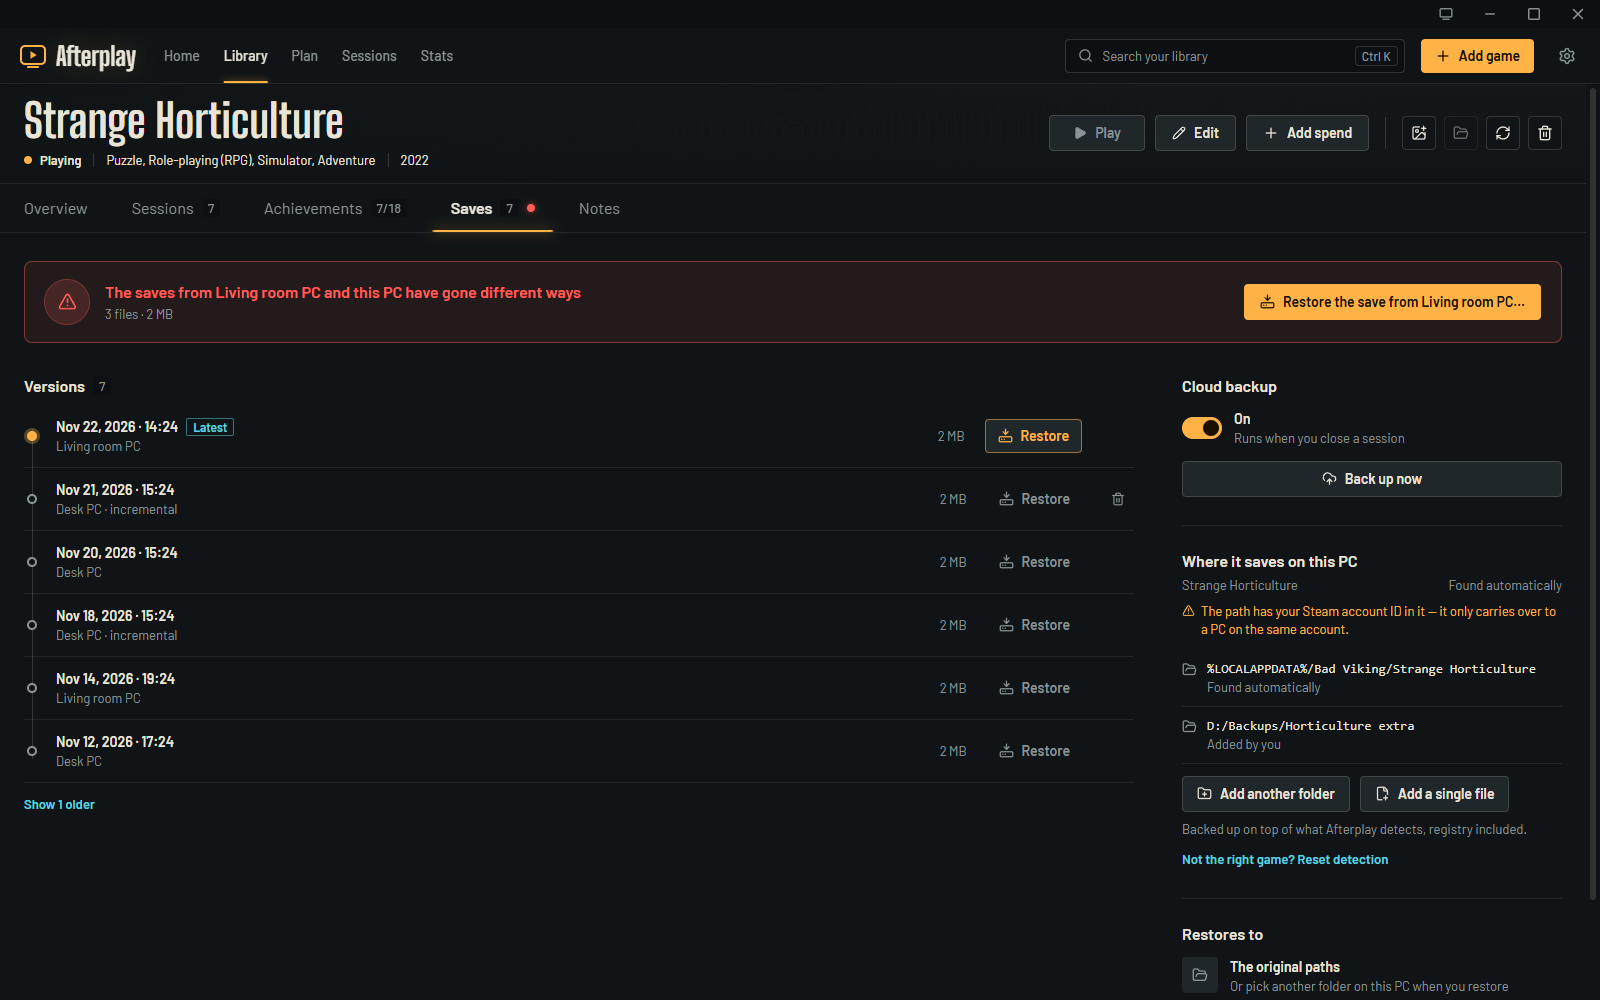 Afterplay
Home
Library
Plan
Sessions
Stats
Search your library
Ctrl K
Add game
Strange Horticulture
Playing
Puzzle, Role-playing (RPG), Simulator, Adventure
2022
Play
Edit
Add spend
Overview
Sessions 7
Achievements 7/18
Saves 7
Notes
The saves from Living room PC and this PC have gone different ways
3 files · 2 MB
Restore the save from Living room PC...
Versions 7
Nov 22, 2026 · 14:24 Latest
Living room PC
2 MB
Restore
Nov 21, 2026 · 15:24
Desk PC · incremental
2 MB
Restore
Nov 20, 2026 · 15:24
Desk PC
2 MB
Restore
Nov 18, 2026 · 15:24
Desk PC · incremental
2 MB
Restore
Nov 14, 2026 · 19:24
Living room PC
2 MB
Restore
Nov 12, 2026 · 17:24
Desk PC
2 MB
Restore
Show 1 older
Cloud backup
On
Runs when you close a session
Back up now
Where it saves on this PC
Strange Horticulture
Found automatically
The path has your Steam account ID in it — it only carries over to
a PC on the same account.
%LOCALAPPDATA%/Bad Viking/Strange Horticulture
Found automatically
D:/Backups/Horticulture extra
Added by you
Add another folder
Add a single file
Backed up on top of what Afterplay detects, registry included.
Not the right game? Reset detection
Restores to
The original paths
Or pick another folder on this PC when you restore